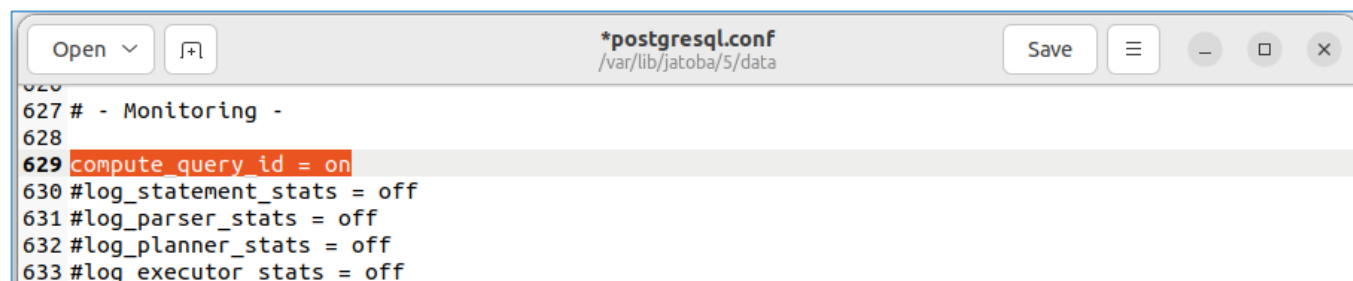 Open
*postgresql.conf
/var/lib/jatoba/5/data
Save
626
627 # - Monitoring -
628
629 compute_query_id = on
630 #log_statement_stats = off
631 #log_parser_stats = off
632 #log_planner_stats = off
633 #log_executor_stats = off